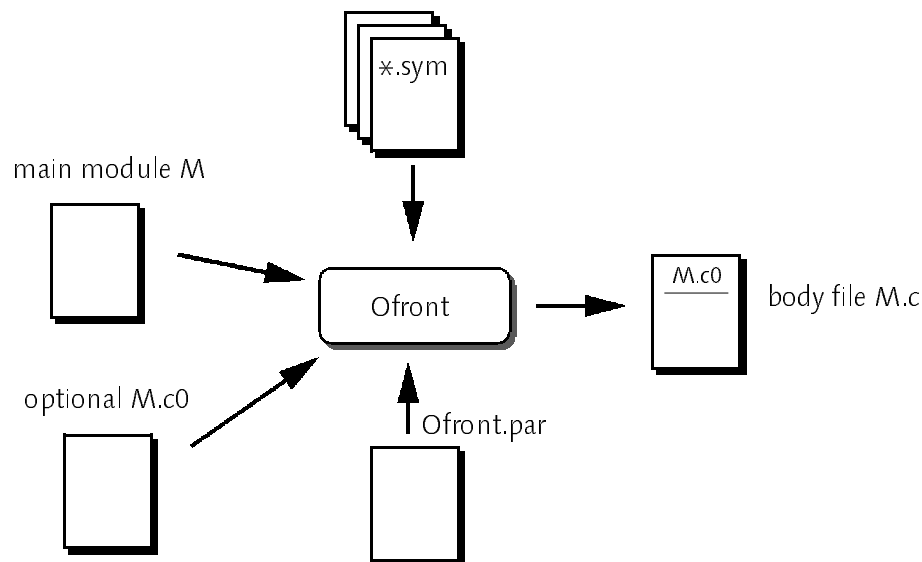 *.sym
main module M
M.c0
Ofront
body file M.c
optional M.c0
Ofront.par